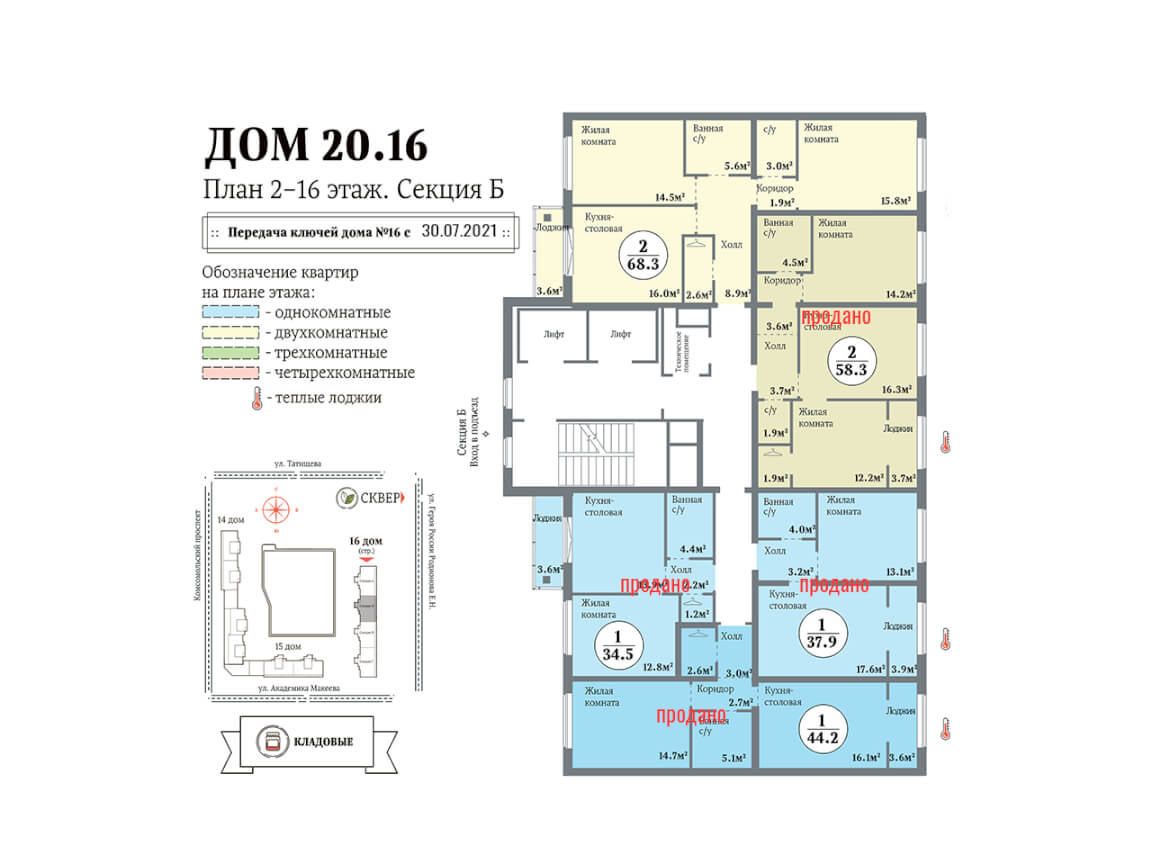 ДОМ 20.16
План 2-16 этаж. Секция Б
:: Передача ключей дома №16 с 30.07.2021 ::
Обозначение квартир
на плане этажа:
- однокомнатные
- двухкомнатные
- трехкомнатные
- четырехкомнатные
- теплые лоджии
ул. Татищева
Комсомольский проспект
14 дом
СКВЕР
16 дом
(стр.)
15 дом
ул. Академика Макеева
ул. Героя России Родионова Е.Н.
КЛАДОВЫЕ
Секция Б
Вход в подъезд
Жилая
комната
14.5м²
Ванная
с/у
5.6м²
с/у
3.0м²
Жилая
комната
15.8м²
Коридор
1.9м²
Лоджия
3.6м²
Кухня-
столовая
2
68.3
16.0м²
2.6м²
Холл
8.9м²
Ванная
с/у
4.5м²
Жилая
комната
14.2м²
Коридор
3.6м²
продано
столовая
2
58.3
16.3м²
Холл
3.7м²
с/у
1.9м²
1.9м²
Жилая
комната
12.2м²
Лоджия
3.7м²
Лифт
Лифт
Техническое
помещение
Лоджия
3.6м²
Кухня-
столовая
13.9м²
Ванная
с/у
4.4м²
Холл
2.2м²
продано
1.2м²
Жилая
комната
1
34.5
12.8м²
Ванная
с/у
4.0м²
Жилая
комната
13.1м²
Холл
3.2м²
продано
Кухня-
столовая
1
37.9
17.6м²
Лоджия
3.9м²
2.6м²
Холл
3.0м²
Жилая
комната
14.7м²
Коридор
2.7м²
продано
Ванная
с/у
5.1м²
Кухня-
столовая
1
44.2
16.1м²
Лоджия
3.6м²